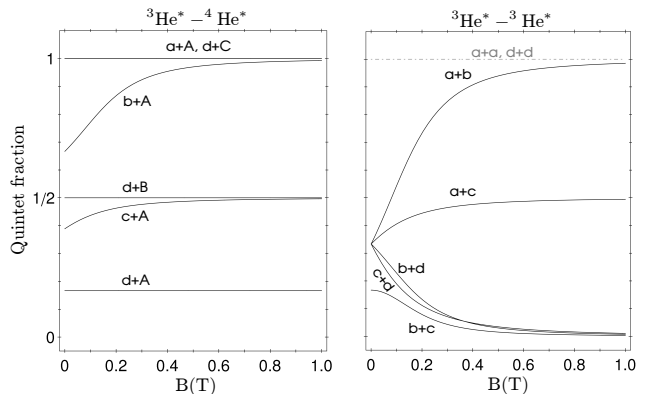 ³He* – ⁴He*
a+A, d+C
b+A
d+B
c+A
d+A
Quintet fraction
1
1/2
0
0
0.2
0.4
0.6
0.8
1.0
B(T)
³He* – ³He*
a+a, d+d
a+b
a+c
b+d
c+d
b+c
0
0.2
0.4
0.6
0.8
1.0
B(T)